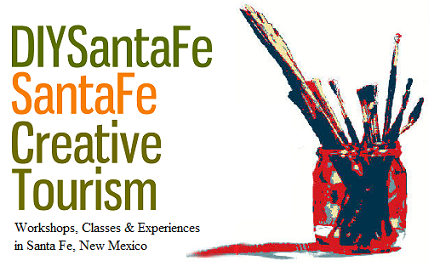 DIYSantaFe
SantaFe
Creative
Tourism
Workshops, Classes & Experiences
in Santa Fe, New Mexico